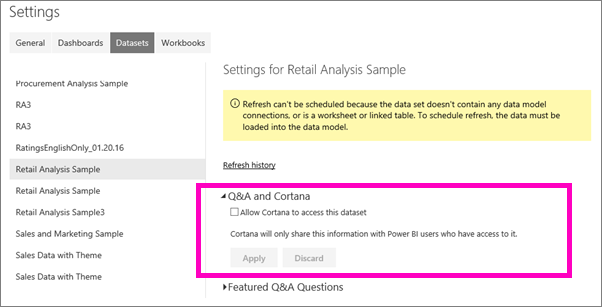 Settings
General Dashboards Datasets Workbooks
Procurement Analysis Sample
RA3
RA3
RatingsEnglishOnly_01.20.16
Retail Analysis Sample
Retail Analysis Sample
Retail Analysis Sample3
Sales and Marketing Sample
Sales Data with Theme
Sales Data with Theme
Settings for Retail Analysis Sample
Refresh can't be scheduled because the data set doesn't contain any data model
connections, or is a worksheet or linked table. To schedule refresh, the data must be
loaded into the data model.
Refresh history
Q&A and Cortana
Allow Cortana to access this dataset
Cortana will only share this information with Power BI users who have access to it.
Apply Discard
Featured Q&A Questions